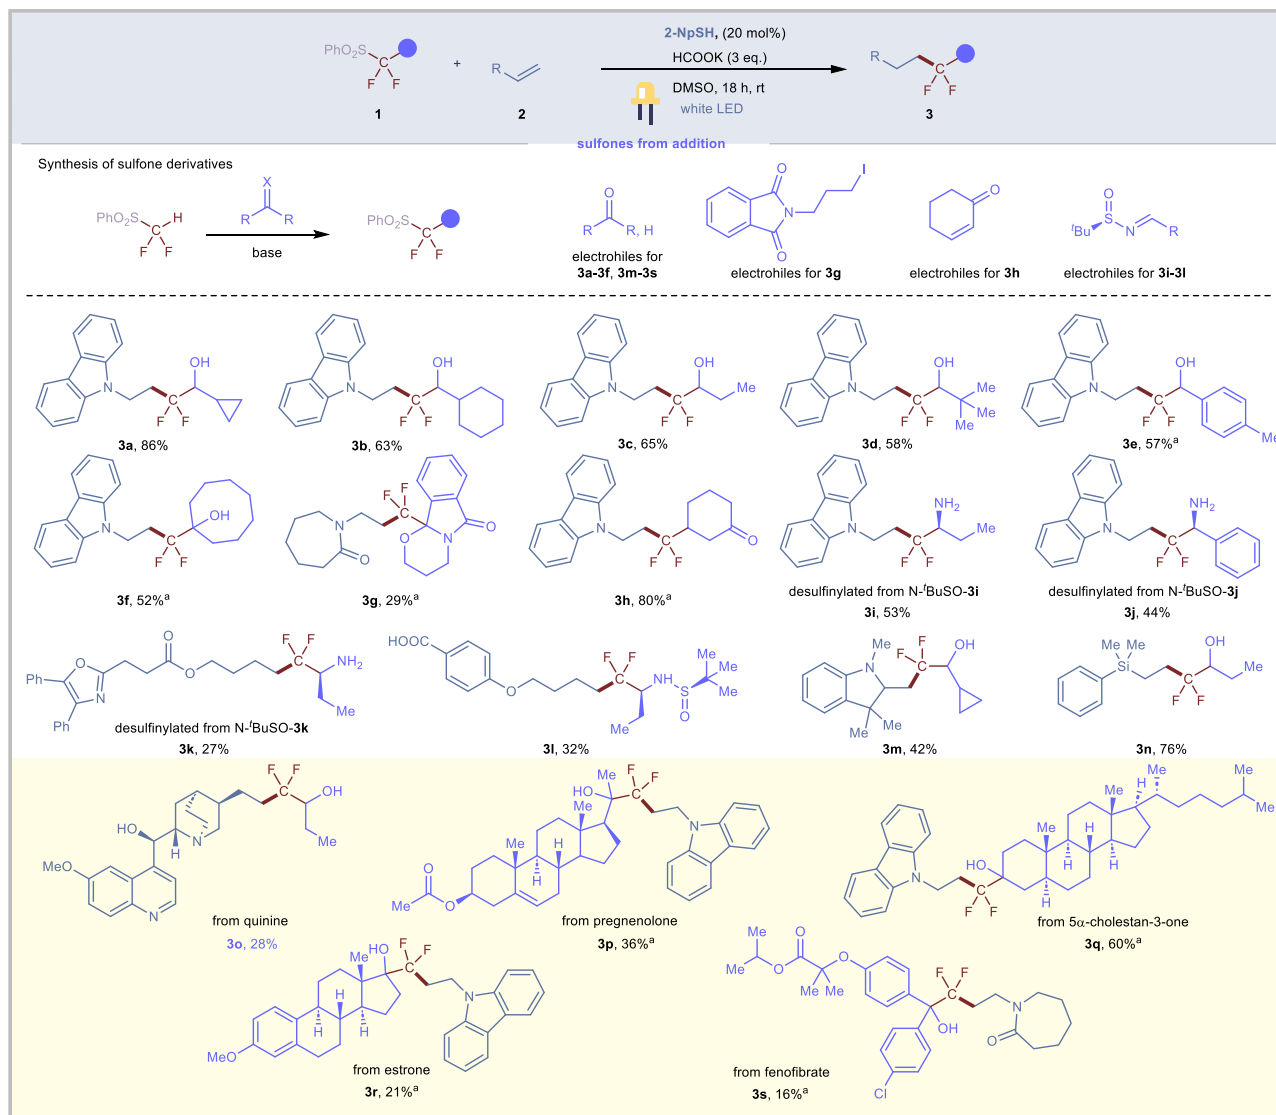 PhO2S
C
F F
1
+
R
2
2-NpSH, (20 mol%)
HCOOK (3 eq.)
DMSO, 18 h, rt
white LED
R
C
F F
3
sulfones from addition
Synthesis of sulfone derivatives
PhO2S
H
C
F F
X
R R
base
PhO2S
C
F F
O
R R, H
electrohiles for
3a-3f, 3m-3s
O
N
O
I
electrohiles for 3g
O
electrohiles for 3h
O
S
tBu
N
R
electrohiles for 3i-3l
N
C
F F
OH
3a, 86%
N
C
F F
OH
3b, 63%
N
C
F F
OH
Me
3c, 65%
N
C
F F
OH
Me
Me
Me
3d, 58%
N
C
F F
OH
Me
3e, 57%a
N
C
F F
OH
3f, 52%a
N
O
F
F
C
O
N
O
3g, 29%a
N
C
F F
O
3h, 80%a
N
C
F F
NH2
Me
desulfinylated from N-tBuSO-3i
3i, 53%
N
C
F F
NH2
desulfinylated from N-tBuSO-3j
3j, 44%
O
N
Ph
Ph
O
O
F F
C
NH2
Me
desulfinylated from N-tBuSO-3k
3k, 27%
HOOC
O
F F
C
NH
S
O
Me
Me
Me
Me
3l, 32%
Me
N
Me
Me
F
F
C
OH
3m, 42%
Me
Me
Si
C
F
F
OH
Me
3n, 76%
HO
H
N
MeO
N
F F
C
OH
Me
from quinine
3o, 28%
Me
HO
F
F
C
Me
Me
H
H
H
O
Me
O
N
from pregnenolone
3p, 36%a
N
C
F F
HO
Me
Me
H
Me
H
H
H
H
Me
Me
from 5α-cholestan-3-one
3q, 60%a
MeO
Me
HO
H
H
H
F
F
C
N
from estrone
3r, 21%a
Me
Me
O
O
Me
Me
O
Cl
C
OH
C
F
F
N
O
from fenofibrate
3s, 16%a